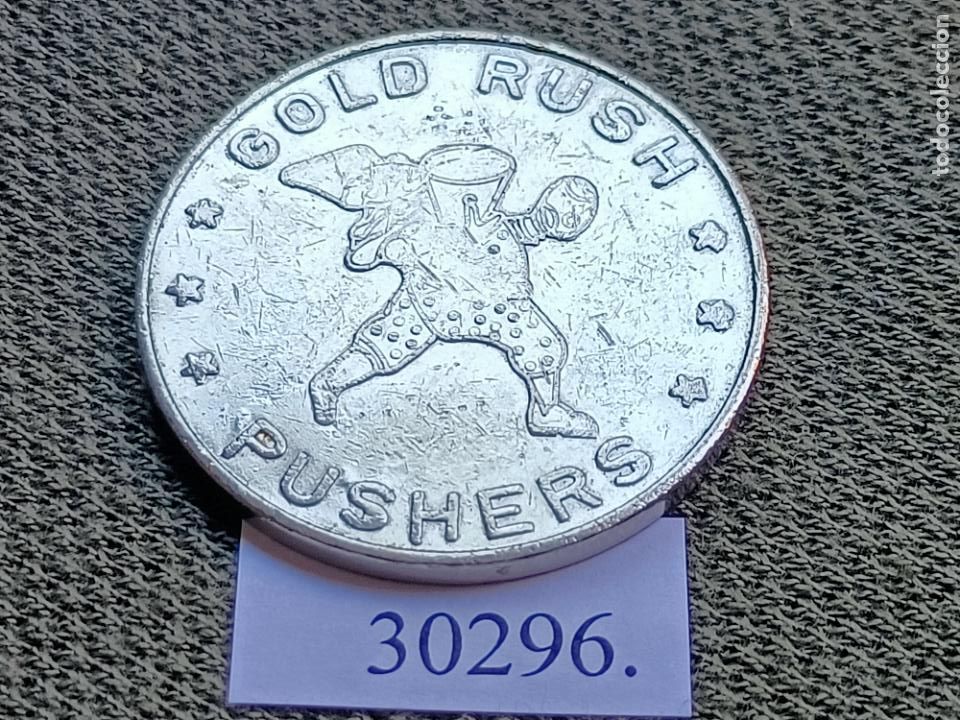 GOLD RUSH
PUSHERS
30296.
todocoleccion